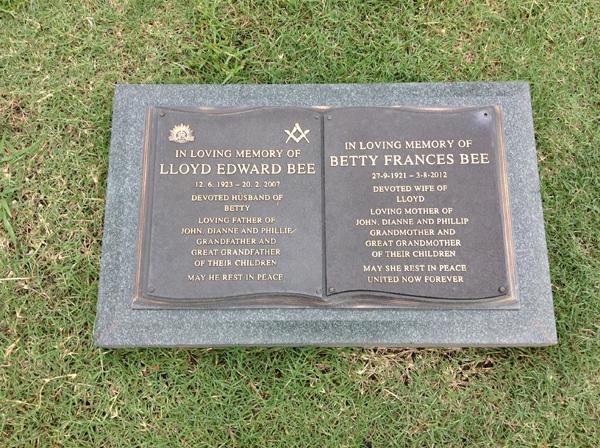 IN LOVING MEMORY OF
LLOYD EDWARD BEE
12. 6. 1923 – 20. 2. 2007
DEVOTED HUSBAND OF
BETTY
LOVING FATHER OF
JOHN, DIANNE AND PHILLIP
GRANDFATHER AND
GREAT GRANDFATHER
OF THEIR CHILDREN
MAY HE REST IN PEACE
IN LOVING MEMORY OF
BETTY FRANCES BEE
27-9-1921 – 3-8-2012
DEVOTED WIFE OF
LLOYD
LOVING MOTHER OF
JOHN, DIANNE AND PHILLIP
GRANDMOTHER AND
GREAT GRANDMOTHER
OF THEIR CHILDREN
MAY SHE REST IN PEACE
UNITED NOW FOREVER